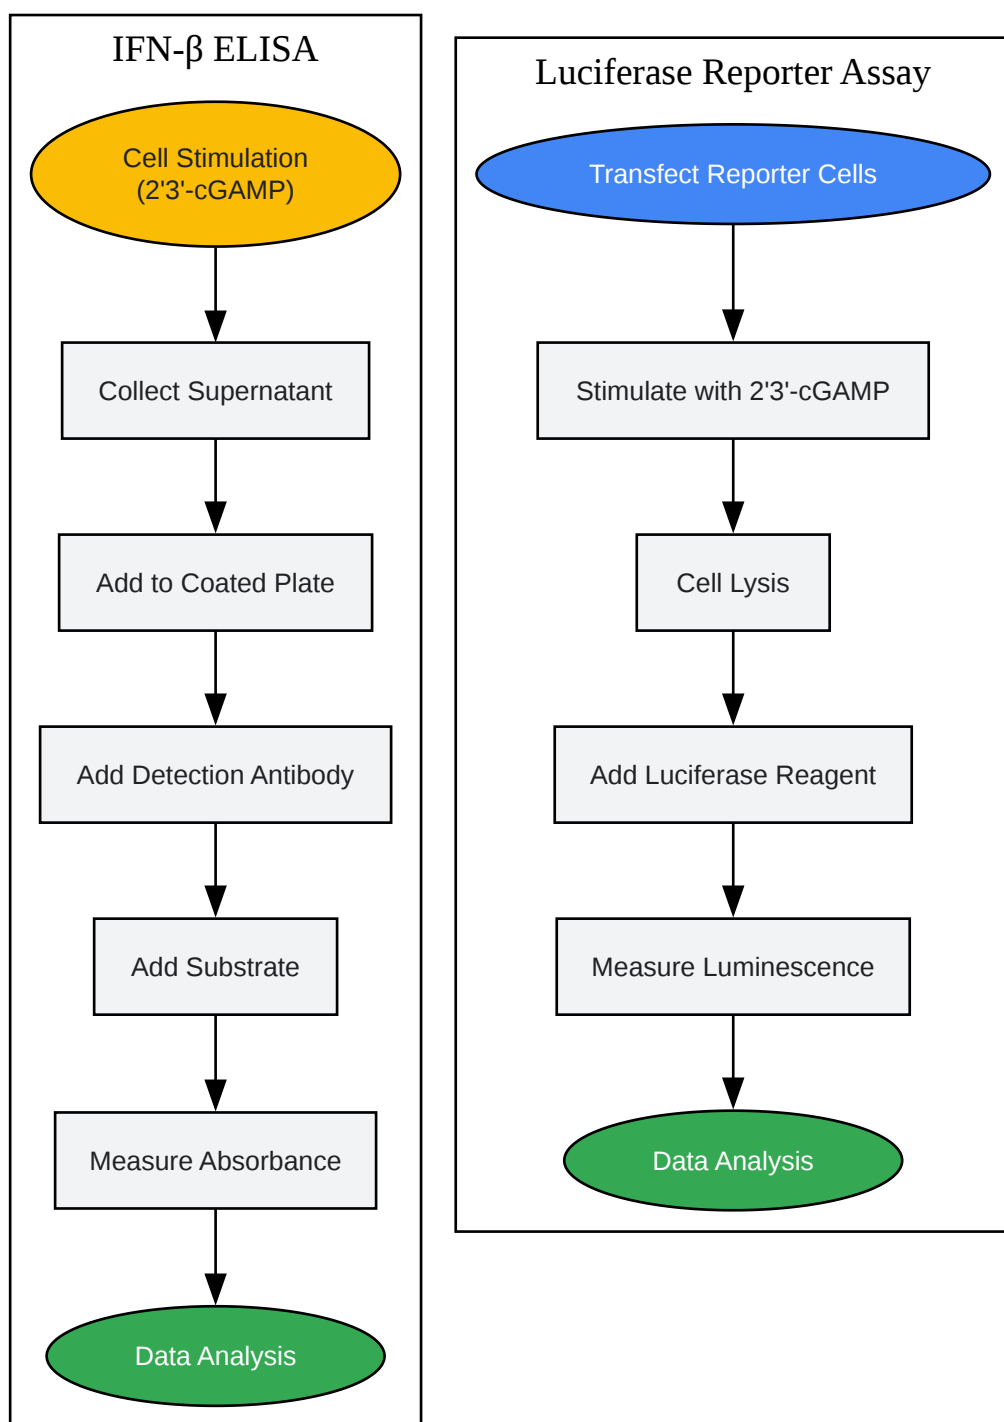 IFN-β ELISA
Cell Stimulation
(2'3'-cGAMP)
Collect Supernatant
Add to Coated Plate
Add Detection Antibody
Add Substrate
Measure Absorbance
Data Analysis
Luciferase Reporter Assay
Transfect Reporter Cells
Stimulate with 2'3'-cGAMP
Cell Lysis
Add Luciferase Reagent
Measure Luminescence
Data Analysis